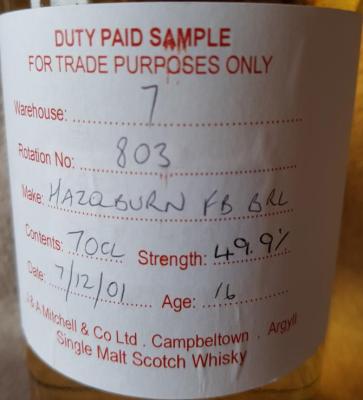 DUTY PAID SAMPLE
FOR TRADE PURPOSES ONLY
Warehouse: 7
Rotation No: 803
Make: HAZELBURN FB BRL
Contents: 70CL Strength: 49.9%
Date: 7/12/01 Age: 16
J & A Mitchell & Co Ltd . Campbeltown . Argyll
Single Malt Scotch Whisky